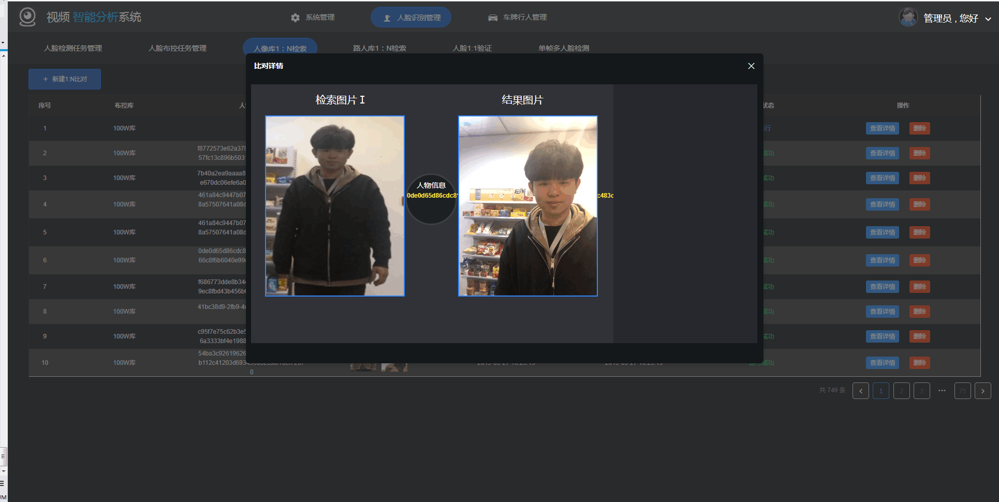 视频 智能分析系统
系统管理
人脸识别管理
车牌行人管理
管理员，您好
人脸检测任务管理
人脸布控任务管理
人像库1：N检索
路人库1：N检索
人脸1:1验证
单帧多人脸检测
+ 新建1:N比对
比对详情
检索图片 I
结果图片
人物信息
0de0d65d86cdc8
c483c
序号 布控库 人 状态 操作
1 100W库 行 查看详情 删除
2 100W库 f8772573e62a378 成功 查看详情 删除
57fc13c896b503
3 100W库 7b40a2ea9aaaa8 成功 查看详情 删除
e670dc06efe6a0
4 100W库 461a84c9447b07 成功 查看详情 删除
8a57507641a08d
5 100W库 461a84c9447b07 成功 查看详情 删除
8a57507641a08d
6 100W库 0de0d65d86cdc8 成功 查看详情 删除
66c8f6b6040e99
7 100W库 f686773dde8b34 成功 查看详情 删除
9ec8fbd43b456b
8 100W库 41bc38d9-2fb9-4 成功 查看详情 删除
9 100W库 c95f7e75c62b3e5 成功 查看详情 删除
6a3333bf4e1988
10 100W库 54ba3c92619626 成功 查看详情 删除
b112c41203d693
0
共 749 条 1 2 3 ••• 75